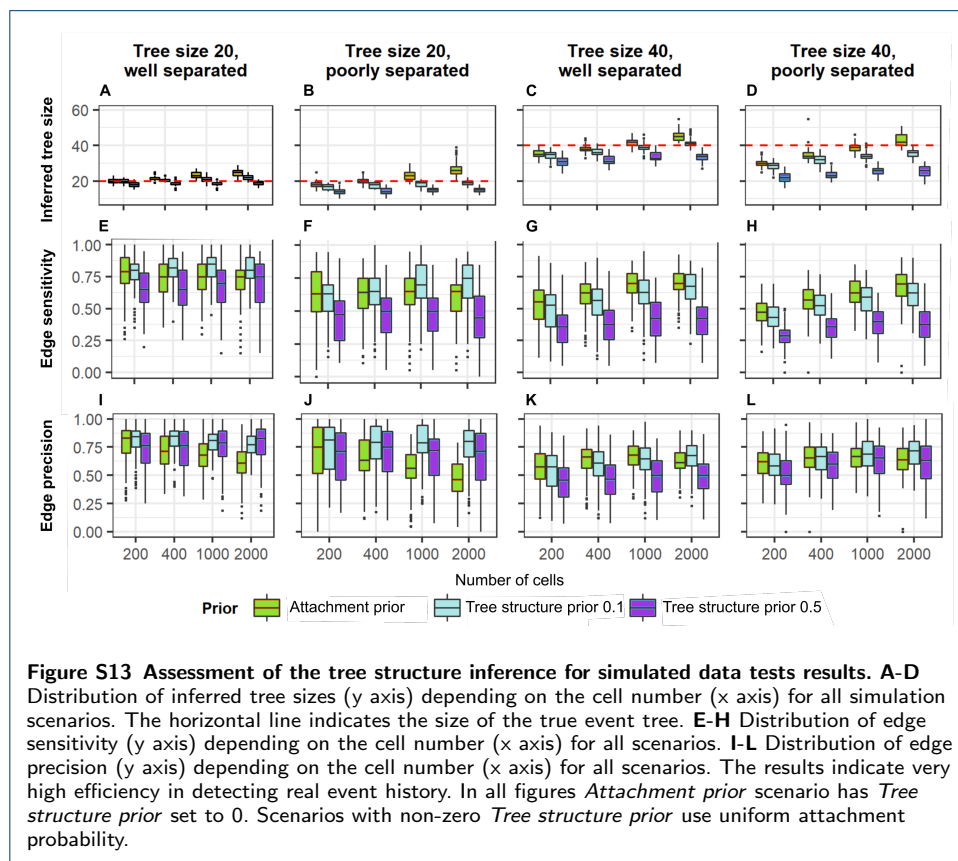 Tree size 20,
well separated
Tree size 20,
poorly separated
Tree size 40,
well separated
Tree size 40,
poorly separated
A
B
C
D
Inferred tree size
60
40
20
E
F
G
H
Edge sensitivity
1.00
0.75
0.50
0.25
0.00
I
J
K
L
Edge precision
1.00
0.75
0.50
0.25
0.00
200 400 1000 2000
200 400 1000 2000
200 400 1000 2000
200 400 1000 2000
Number of cells
Prior Attachment prior Tree structure prior 0.1 Tree structure prior 0.5
Figure S13 Assessment of the tree structure inference for simulated data tests results. A-D
Distribution of inferred tree sizes (y axis) depending on the cell number (x axis) for all simulation
scenarios. The horizontal line indicates the size of the true event tree. E-H Distribution of edge
sensitivity (y axis) depending on the cell number (x axis) for all scenarios. I-L Distribution of edge
precision (y axis) depending on the cell number (x axis) for all scenarios. The results indicate very
high efficiency in detecting real event history. In all figures Attachment prior scenario has Tree
structure prior set to 0. Scenarios with non-zero Tree structure prior use uniform attachment
probability.